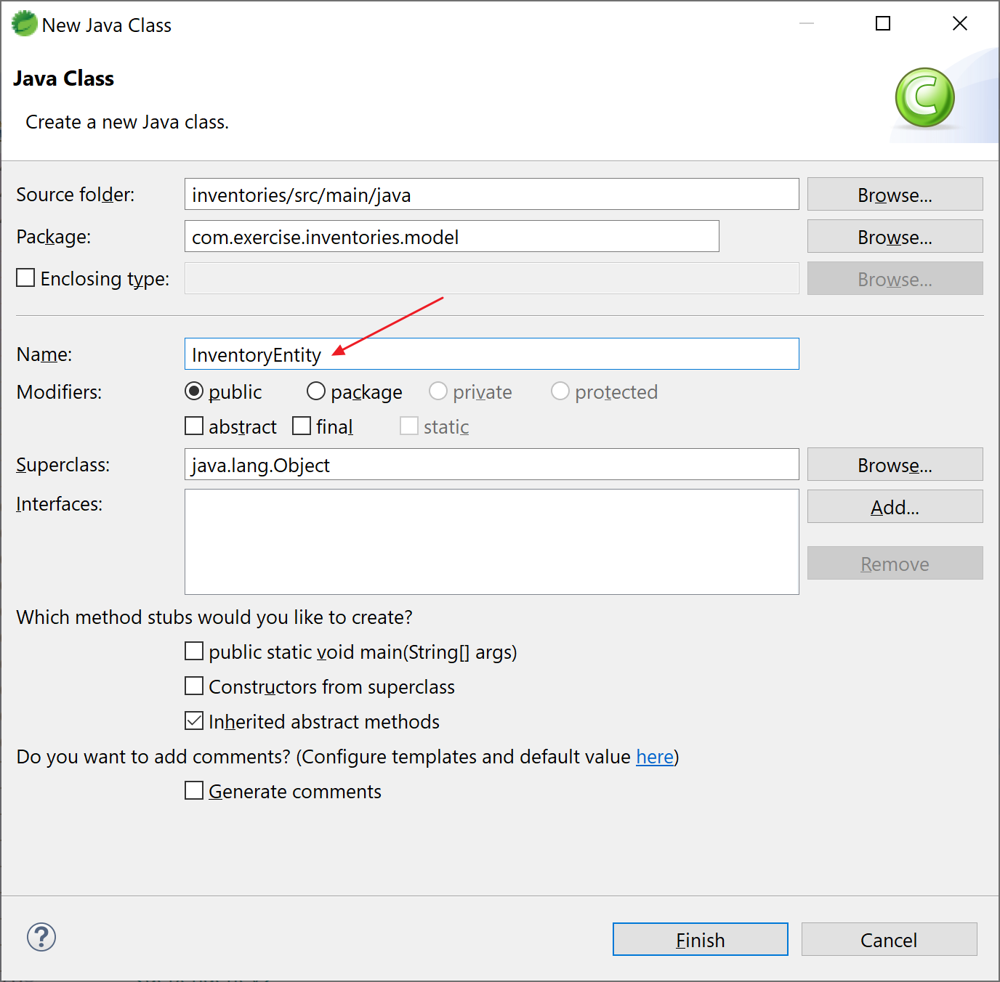 New Java Class
Java Class
Create a new Java class.
Source folder: inventories/src/main/java Browse...
Package: com.exercise.inventories.model Browse...
Enclosing type: Browse...
Name: InventoryEntity
Modifiers: public package private protected
abstract final static
Superclass: java.lang.Object Browse...
Interfaces: Add...
Remove
Which method stubs would you like to create?
public static void main(String[] args)
Constructors from superclass
Inherited abstract methods
Do you want to add comments? (Configure templates and default value here)
Generate comments
? Finish Cancel